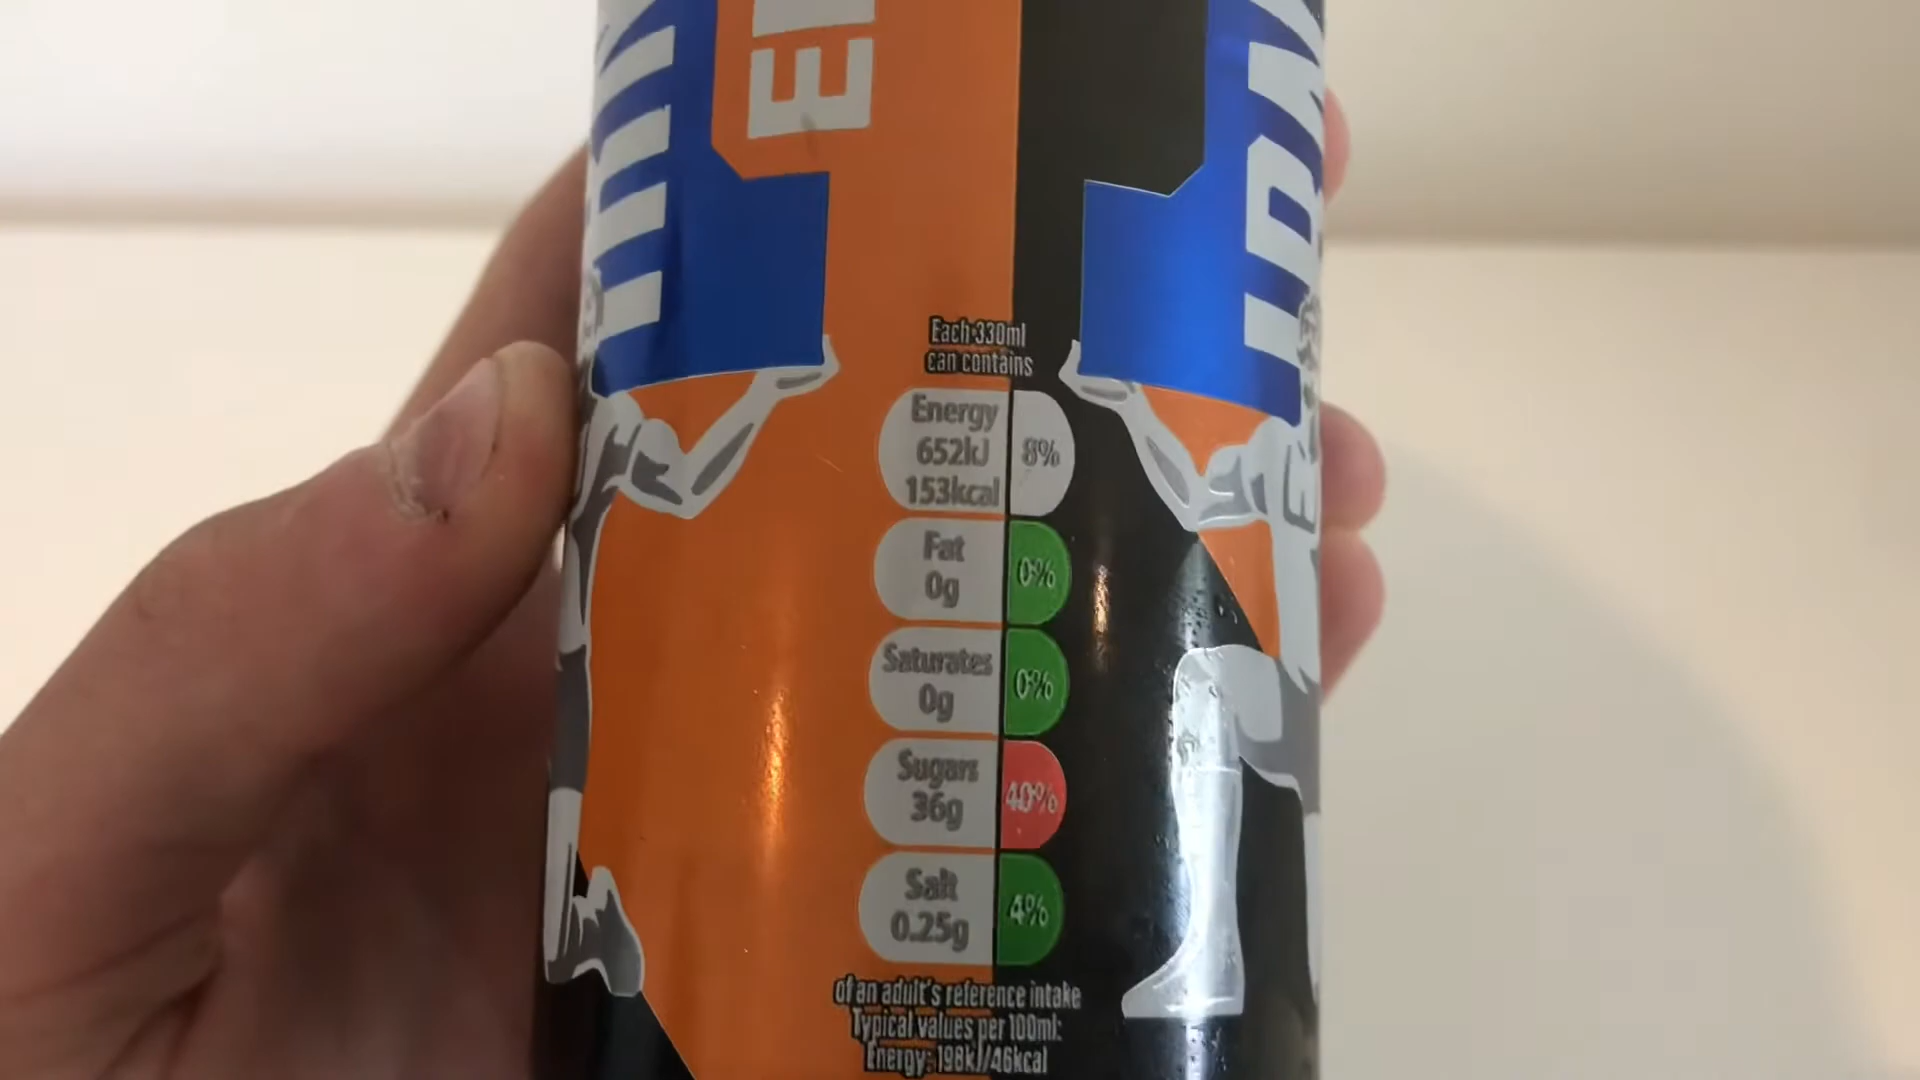 Each 330ml
can contains
Energy
652kJ
153kcal
8%
Fat
0g
0%
Saturates
0g
0%
Sugars
36g
40%
Salt
0.25g
4%
of an adult's reference intake
Typical values per 100ml:
Energy: 198kJ/46kcal